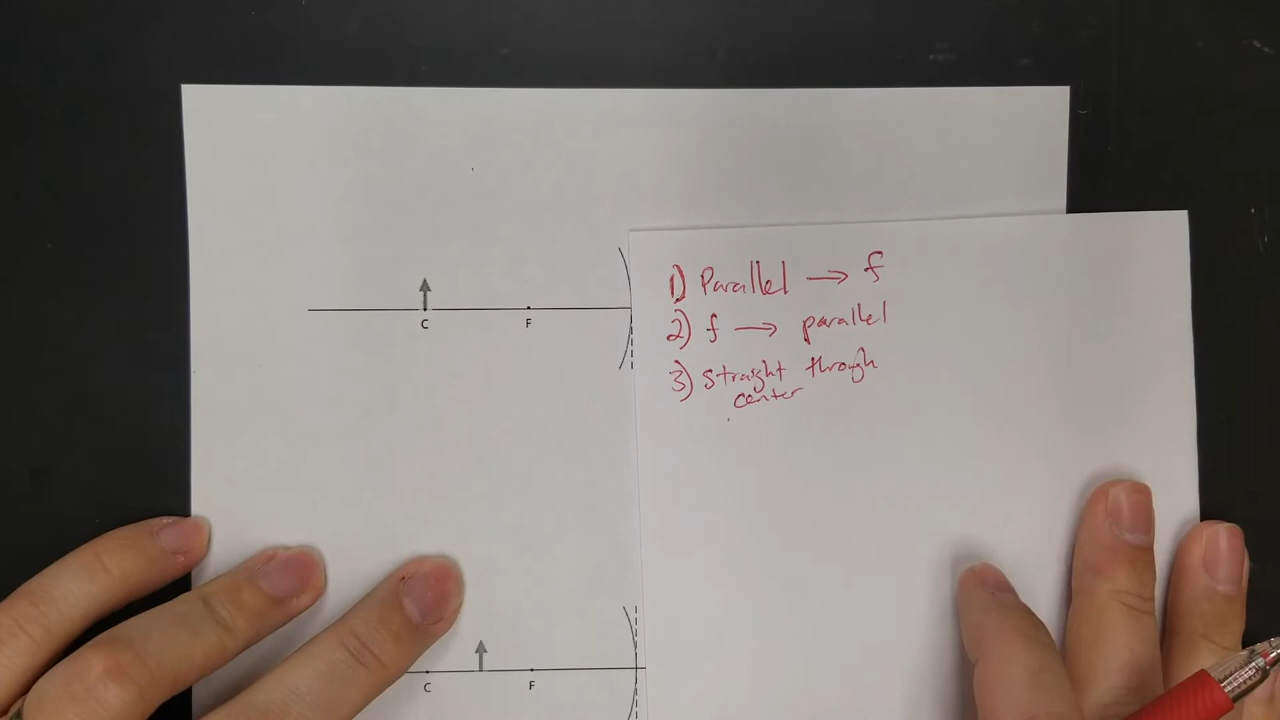 1) Parallel → f
2) f → parallel
3) straight through
center
C F
C F